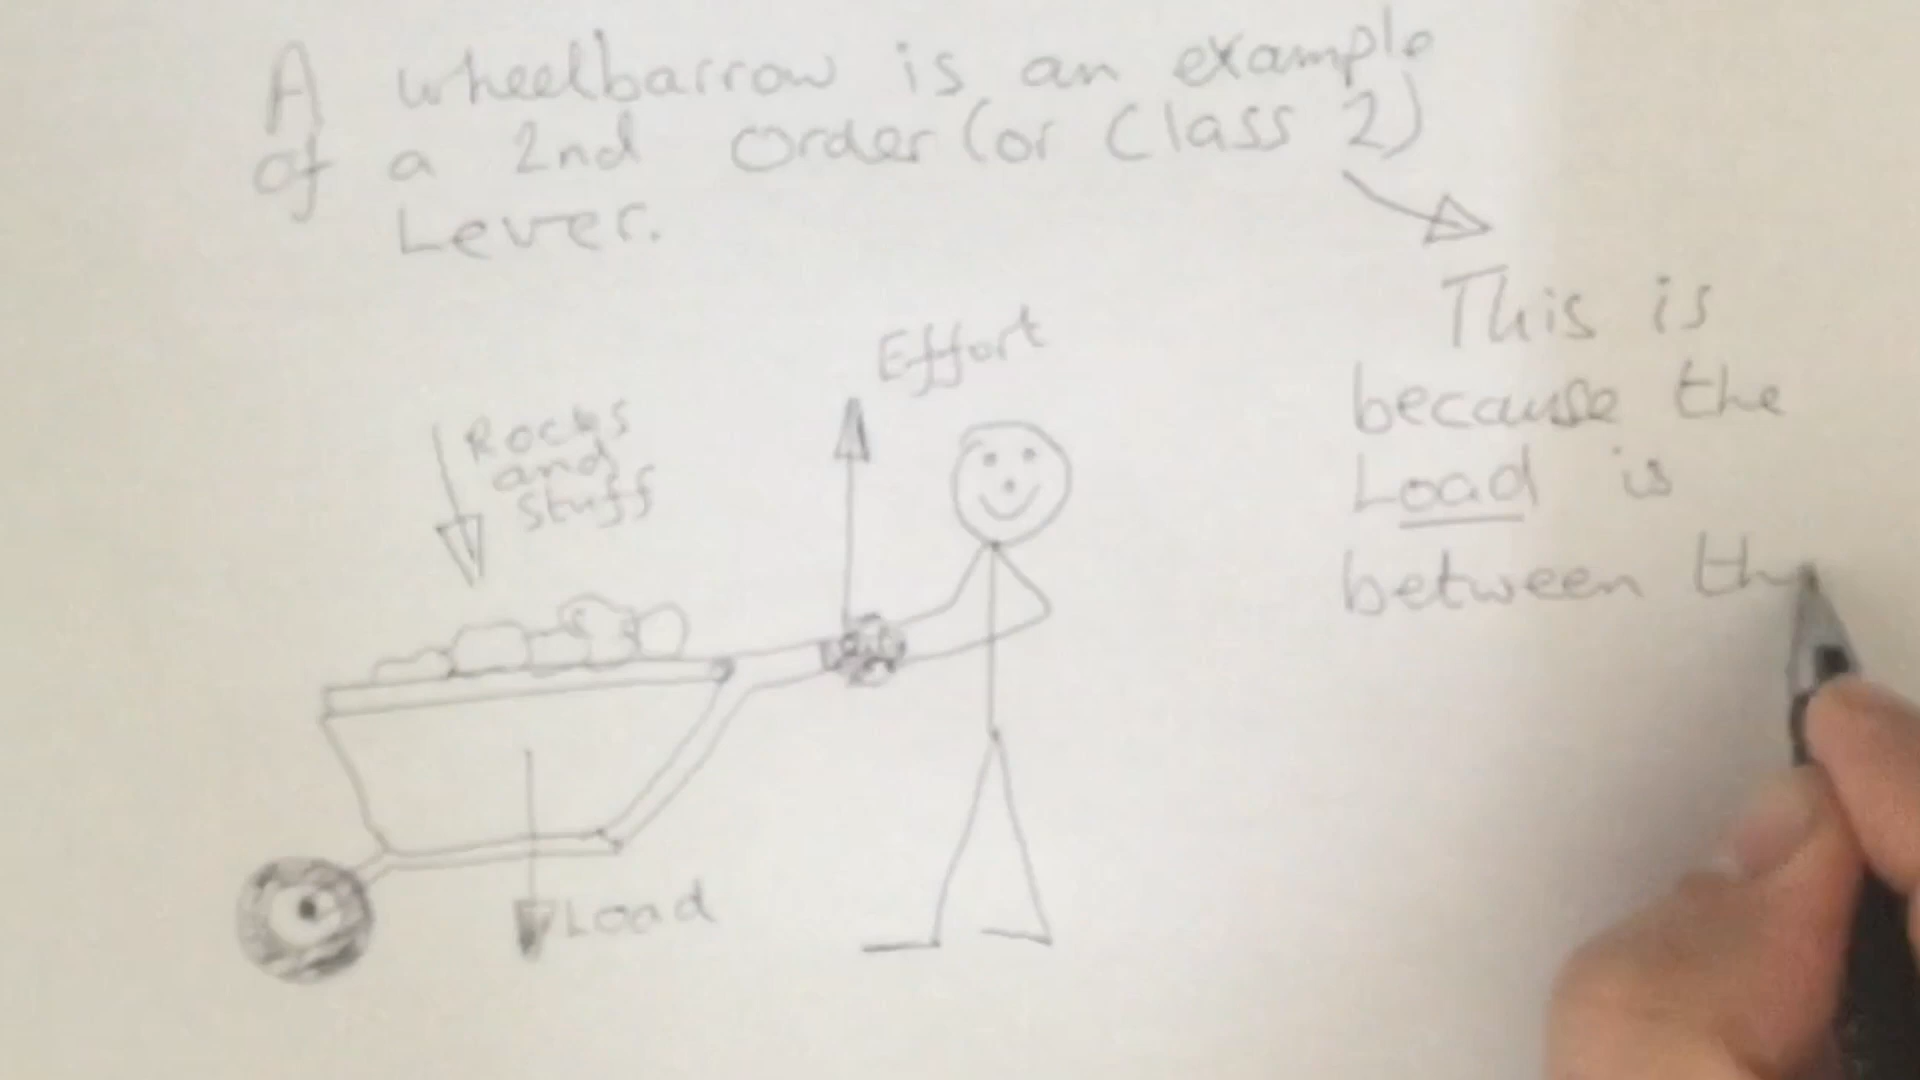 A wheelbarrow is an example
of a 2nd Order (or Class 2)
Lever.
This is
because the
Load is
between the
Effort
Rocks
and
stuff
Load